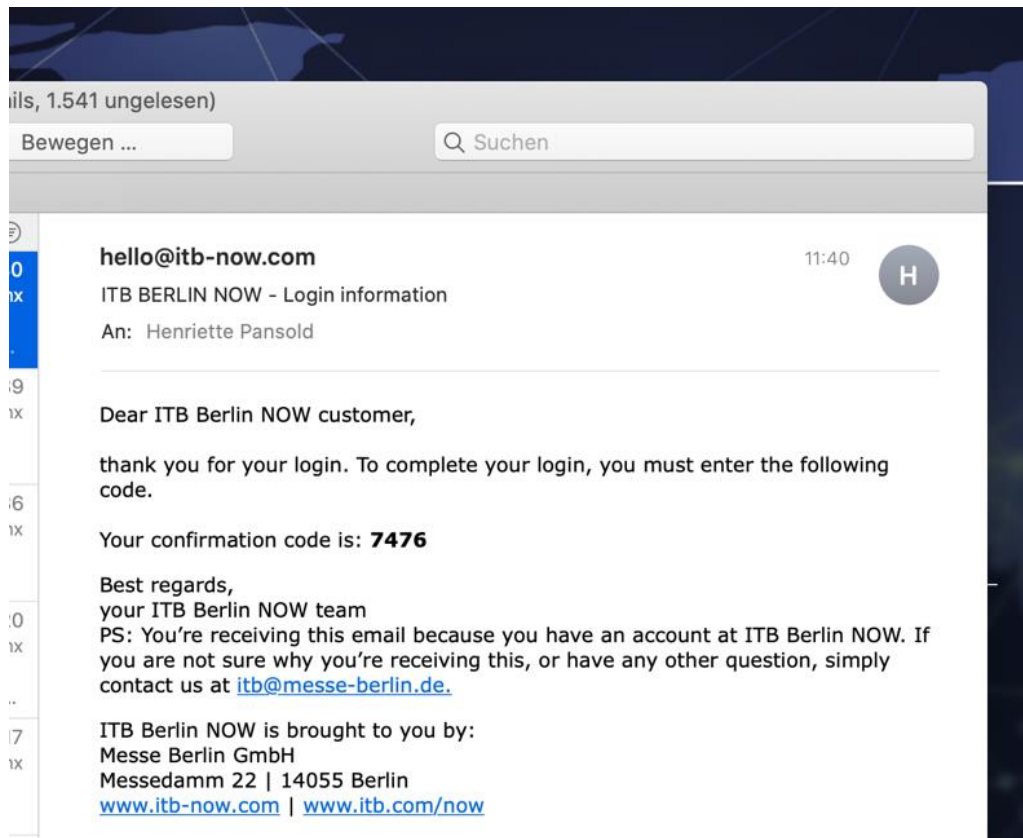 ils, 1.541 ungelesen)
Bewegen ...
Suchen
hello@itb-now.com
11:40
H
ITB BERLIN NOW - Login information
An: Henriette Pansold
Dear ITB Berlin NOW customer,
thank you for your login. To complete your login, you must enter the following
code.
Your confirmation code is: 7476
Best regards,
your ITB Berlin NOW team
PS: You're receiving this email because you have an account at ITB Berlin NOW. If
you are not sure why you're receiving this, or have any other question, simply
contact us at itb@messe-berlin.de.
ITB Berlin NOW is brought to you by:
Messe Berlin GmbH
Messedamm 22 | 14055 Berlin
www.itb-now.com | www.itb.com/now